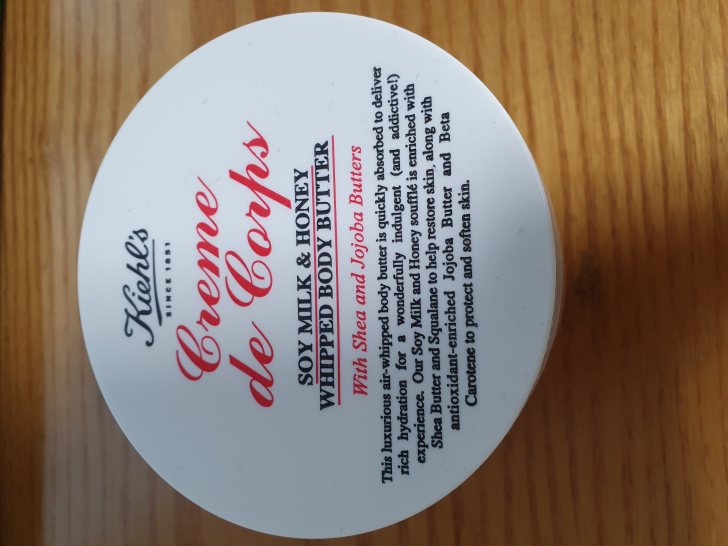 Kiehl's
SINCE 1851
Creme
de Corps
SOY MILK & HONEY
WHIPPED BODY BUTTER
With Shea and Jojoba Butters
This luxurious air-whipped body butter is quickly absorbed to deliver
rich hydration for a wonderfully indulgent (and addictive!)
experience. Our Soy Milk and Honey soufflé is enriched with
Shea Butter and Squalane to help restore skin, along with
antioxidant-enriched Jojoba Butter and Beta
Carotene to protect and soften skin.